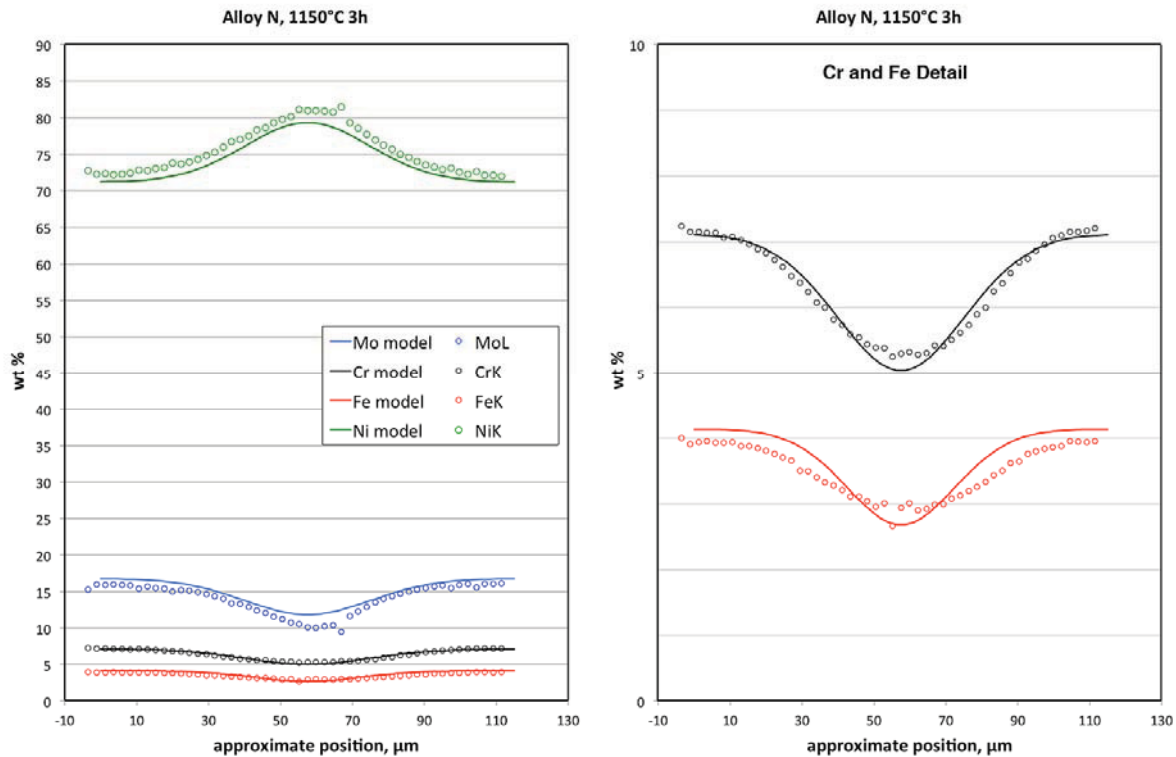 Alloy N, 1150°C 3h
90
85
80
75
70
65
60
55
50
45
40
35
30
25
20
15
10
5
0
wt %
Mo model MoL
Cr model CrK
Fe model FeK
Ni model NiK
-10 10 30 50 70 90 110 130
approximate position, µm
Alloy N, 1150°C 3h
Cr and Fe Detail
10
5
0
wt %
-10 10 30 50 70 90 110 130
approximate position, µm